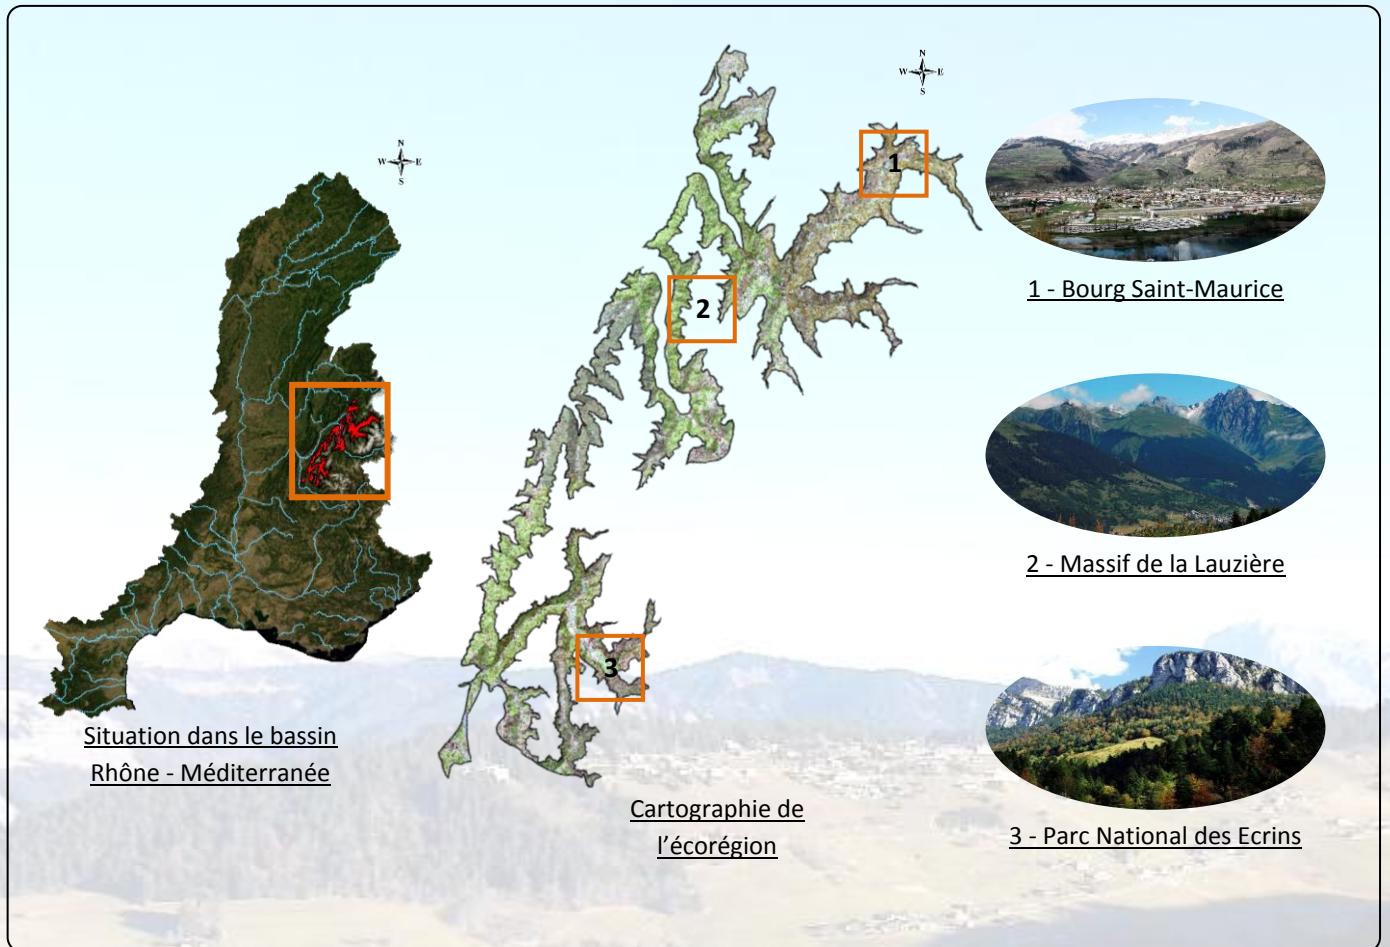 N
W E
S
N
W E
S
1
2
3
1 - Bourg Saint-Maurice
2 - Massif de la Lauzière
3 - Parc National des Ecrins
Situation dans le bassin
Rhône - Méditerranée
Cartographie de
l’écorégion